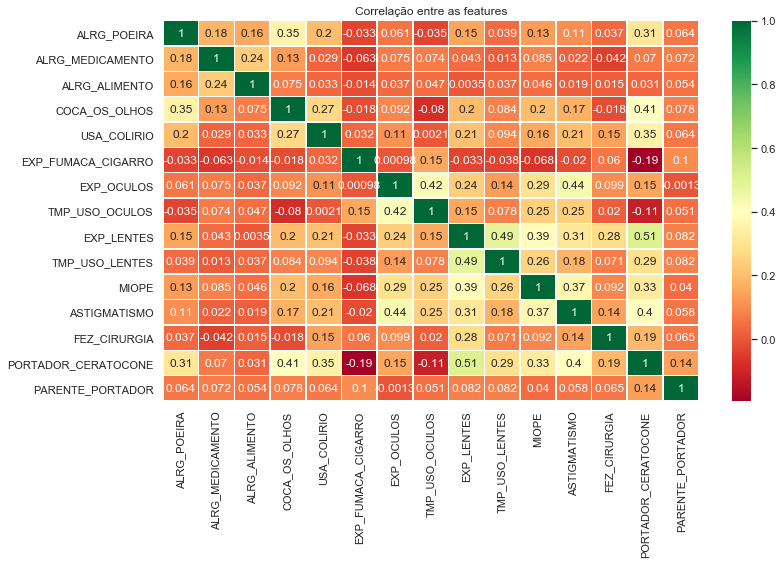 Correlação entre as features
ALRG_POEIRA 1 0.18 0.16 0.35 0.2 -0.033 0.061 -0.035 0.15 0.039 0.13 0.11 0.037 0.31 0.064
ALRG_MEDICAMENTO 0.18 1 0.24 0.13 0.029 -0.063 0.075 0.074 0.043 0.013 0.085 0.022 -0.042 0.07 0.072
ALRG_ALIMENTO 0.16 0.24 1 0.075 0.033 -0.014 0.037 0.047 0.0035 0.037 0.046 0.019 0.015 0.031 0.054
COCA_OS_OLHOS 0.35 0.13 0.075 1 0.27 -0.018 0.092 -0.08 0.2 0.084 0.2 0.17 -0.018 0.41 0.078
USA_COLIRIO 0.2 0.029 0.033 0.27 1 0.032 0.11 0.0021 0.21 0.094 0.16 0.21 0.15 0.35 0.064
EXP_FUMACA_CIGARRO -0.033 -0.063 -0.014 -0.018 0.032 1 0.00098 0.15 -0.033 -0.038 -0.068 -0.02 0.06 -0.19 0.1
EXP_OCULOS 0.061 0.075 0.037 0.092 0.11 0.00098 1 0.42 0.24 0.14 0.29 0.44 0.099 0.15 -0.0013
TMP_USO_OCULOS -0.035 0.074 0.047 -0.08 0.0021 0.15 0.42 1 0.15 0.078 0.25 0.25 0.02 -0.11 0.051
EXP_LENTES 0.15 0.043 0.0035 0.2 0.21 -0.033 0.24 0.15 1 0.49 0.39 0.31 0.28 0.51 0.082
TMP_USO_LENTES 0.039 0.013 0.037 0.084 0.094 -0.038 0.14 0.078 0.49 1 0.26 0.18 0.071 0.29 0.082
MIOPE 0.13 0.085 0.046 0.2 0.16 -0.068 0.29 0.25 0.39 0.26 1 0.37 0.092 0.33 0.04
ASTIGMATISMO 0.11 0.022 0.019 0.17 0.21 -0.02 0.44 0.25 0.31 0.18 0.37 1 0.14 0.4 0.058
FEZ_CIRURGIA 0.037 -0.042 0.015 -0.018 0.15 0.06 0.099 0.02 0.28 0.071 0.092 0.14 1 0.19 0.065
PORTADOR_CERATOCONE 0.31 0.07 0.031 0.41 0.35 -0.19 0.15 -0.11 0.51 0.29 0.33 0.4 0.19 1 0.14
PARENTE_PORTADOR 0.064 0.072 0.054 0.078 0.064 0.1 -0.0013 0.051 0.082 0.082 0.04 0.058 0.065 0.14 1
ALRG_POEIRA
ALRG_MEDICAMENTO
ALRG_ALIMENTO
COCA_OS_OLHOS
USA_COLIRIO
EXP_FUMACA_CIGARRO
EXP_OCULOS
TMP_USO_OCULOS
EXP_LENTES
TMP_USO_LENTES
MIOPE
ASTIGMATISMO
FEZ_CIRURGIA
PORTADOR_CERATOCONE
PARENTE_PORTADOR
1.0
0.8
0.6
0.4
0.2
0.0